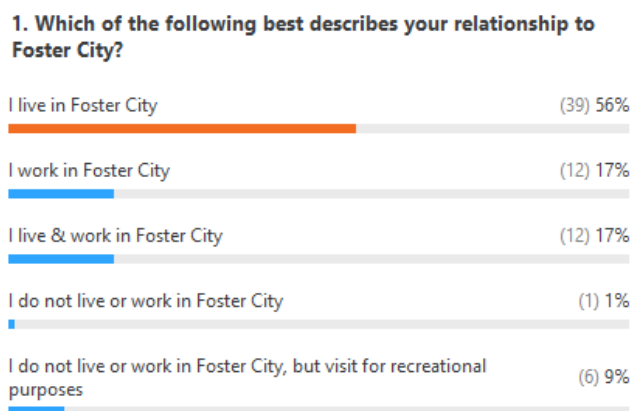 1. Which of the following best describes your relationship to
Foster City?
I live in Foster City (39) 56%
I work in Foster City (12) 17%
I live & work in Foster City (12) 17%
I do not live or work in Foster City (1) 1%
I do not live or work in Foster City, but visit for recreational
purposes (6) 9%